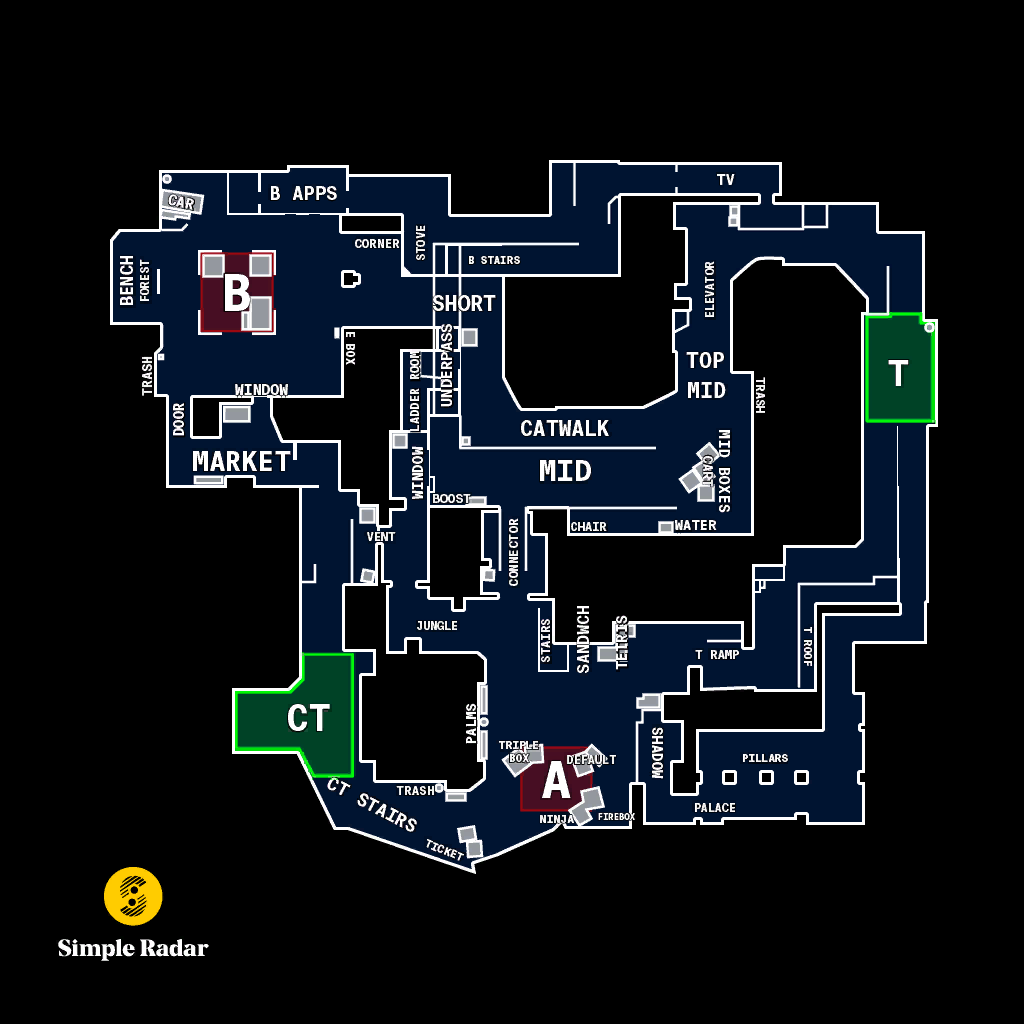 TV
CAR
B APPS
CORNER
STOVE
B STAIRS
BENCH
FOREST
B
SHORT
ELEVATOR
E BOX
UNDERPASS
LADDER ROOM
TOP
MID
T
TRASH
TRASH
WINDOW
DOOR
MARKET
CATWALK
WINDOW
MID
CART
MID BOXES
BOOST
CHAIR
WATER
VENT
CONNECTOR
JUNGLE
STAIRS
SANDWCH
TETRIS
T RAMP
T ROOF
CT
PALMS
TRIPLE
BOX
DEFAULT
SHADOW
PILLARS
A
TRASH
CT STAIRS
NINJA
FIREBOX
PALACE
TICKET
S
Simple Radar